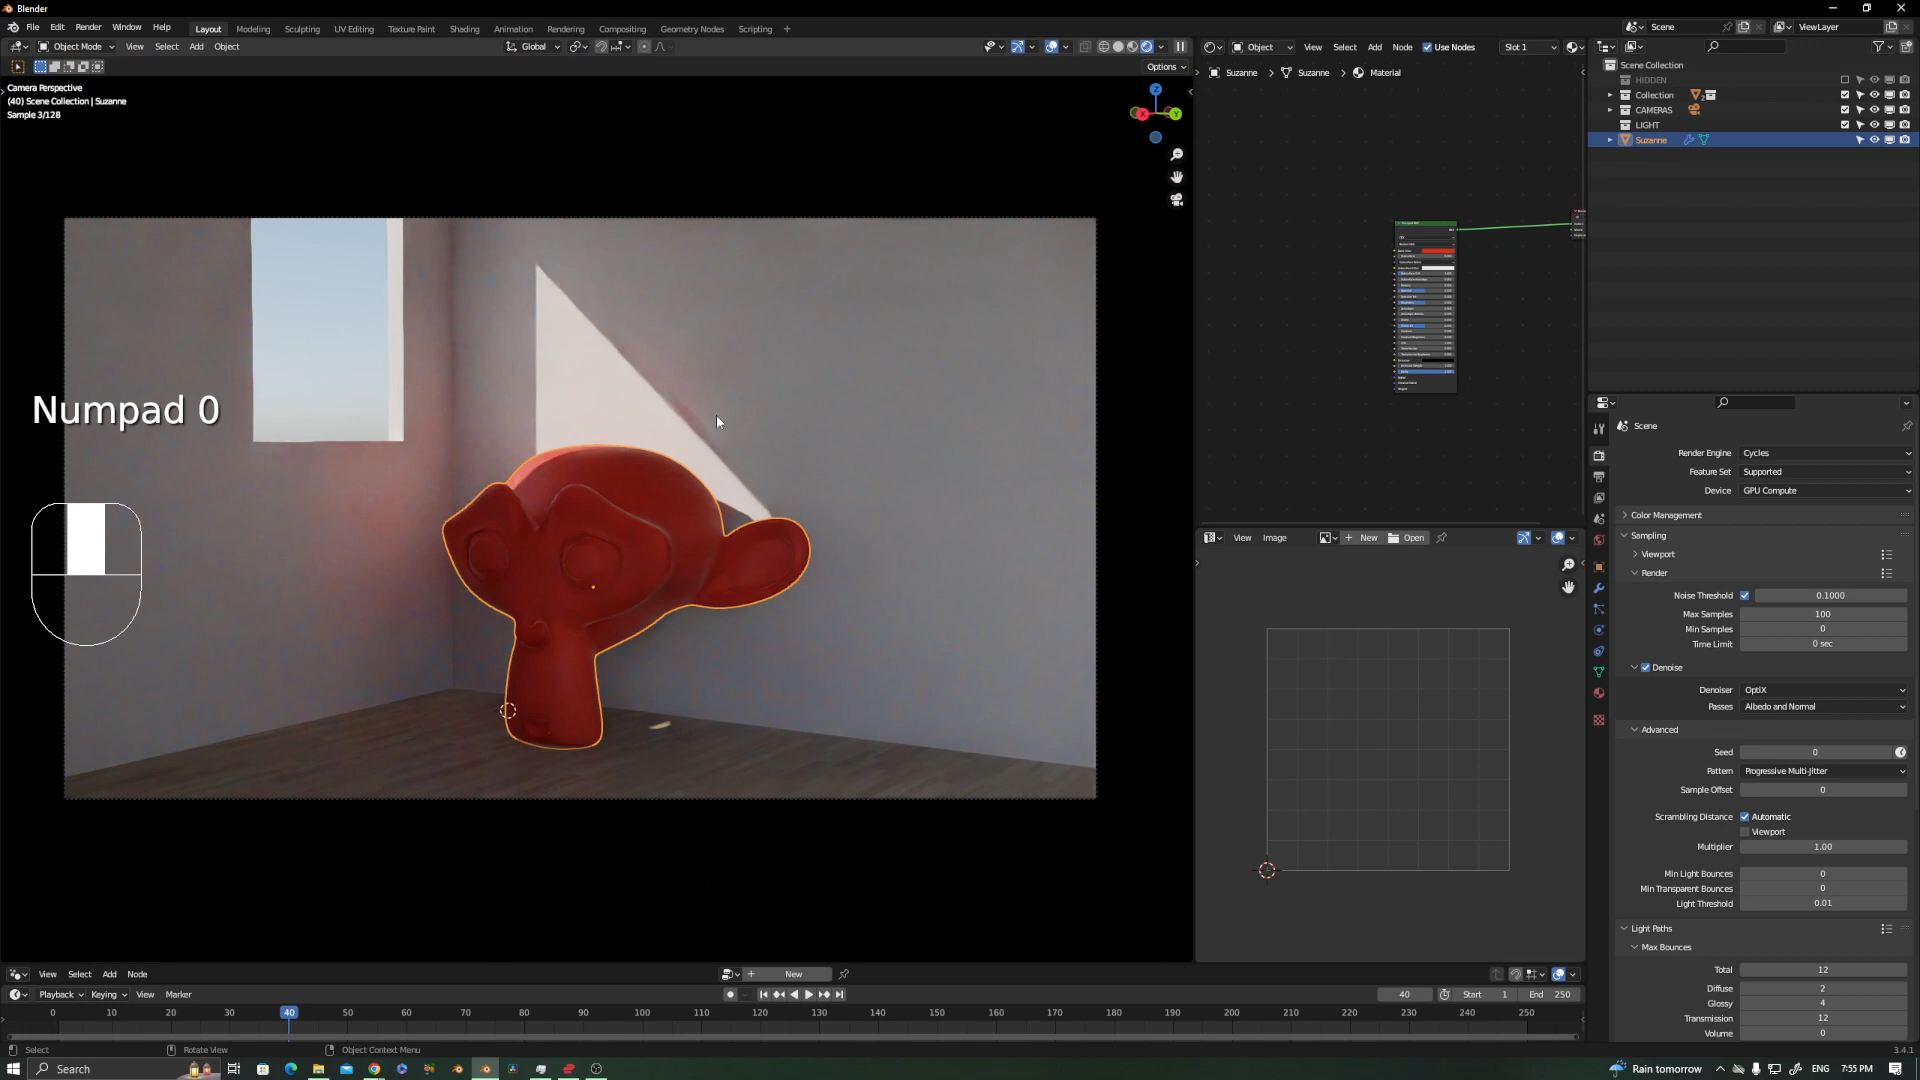 Blender
File Edit Render Window Help Layout Modeling Sculpting UV Editing Texture Paint Shading Animation Rendering Compositing Geometry Nodes Scripting + Scene ViewLayer
Object Mode View Select Add Object Global
Options
Object View Select Add Node Use Nodes Slot 1
Suzanne > Suzanne > Material
Camera Perspective
(40) Scene Collection | Suzanne
Sample 3/128
Z
X
Y
Numpad 0
Scene Collection
HIDDEN
Collection 2
CAMERAS
LIGHT
Suzanne
View Image + New Open
Scene
Render Engine Cycles
Feature Set Supported
Device GPU Compute
Color Management
Sampling
Viewport
Render
Noise Threshold 0.1000
Max Samples 100
Min Samples 0
Time Limit 0 sec
Denoise
Denoiser OptiX
Passes Albedo and Normal
Advanced
Seed 0
Pattern Progressive Multi-Jitter
Sample Offset 0
Scrambling Distance Automatic
Viewport
Multiplier 1.00
Min Light Bounces 0
Min Transparent Bounces 0
Light Threshold 0.01
Light Paths
Max Bounces
Total 12
Diffuse 2
Glossy 4
Transmission 12
Volume 0
View Select Add Node + New
Playback Keying View Marker 40 Start 1 End 250
0 10 20 30 40 50 60 70 80 90 100 110 120 130 140 150 160 170 180 190 200 210 220 230 240 250
Select Rotate View Object Context Menu 3.4.1
Search Rain tomorrow ENG 7:55 PM